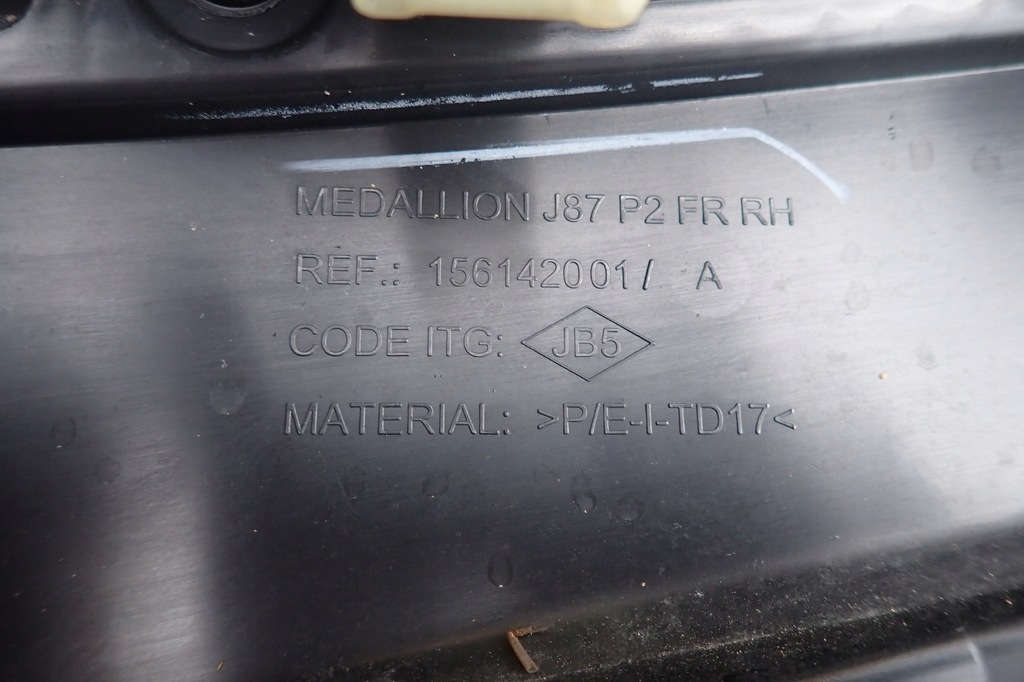 MEDALLION J87 P2 FR RH
REF.: 156142001/ A
CODE ITG: JB5
MATERIAL: >P/E-I-TD17<